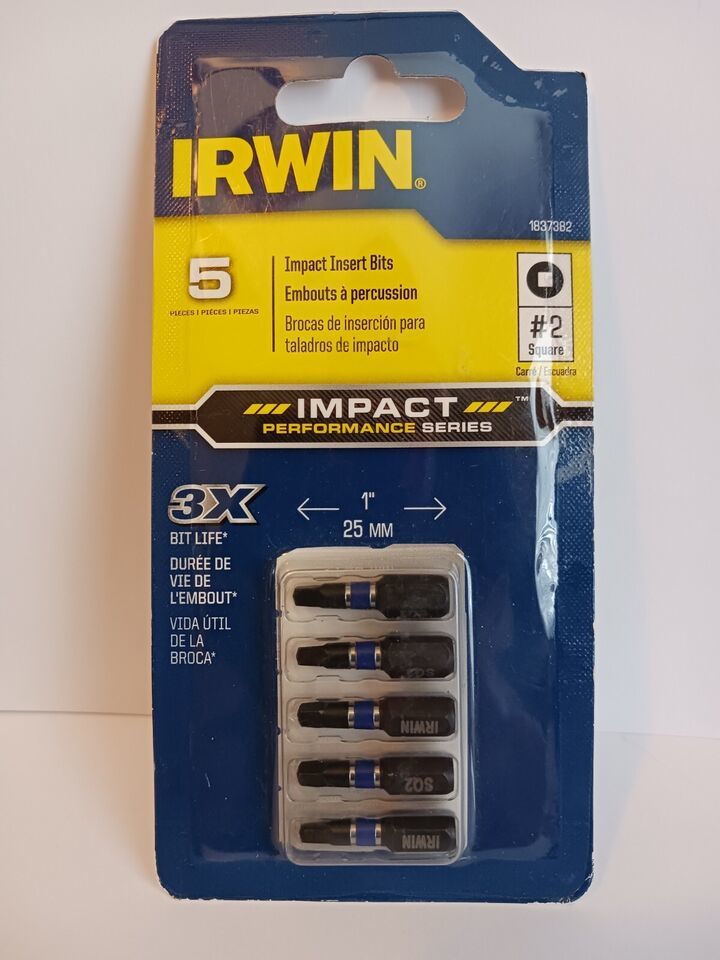 IRWIN®
1837382
5
PIECES | PIÈCES | PIEZAS
Impact Insert Bits
Embouts à percussion
Brocas de inserción para
taladros de impacto
#2
Square
Carré / Escuadra
IMPACT™
PERFORMANCE SERIES
3X
BIT LIFE*
DURÉE DE
VIE DE
L'EMBOUT*
VIDA ÚTIL
DE LA
BROCA*
1"
25 MM
IRWIN
SQ2
IRWIN